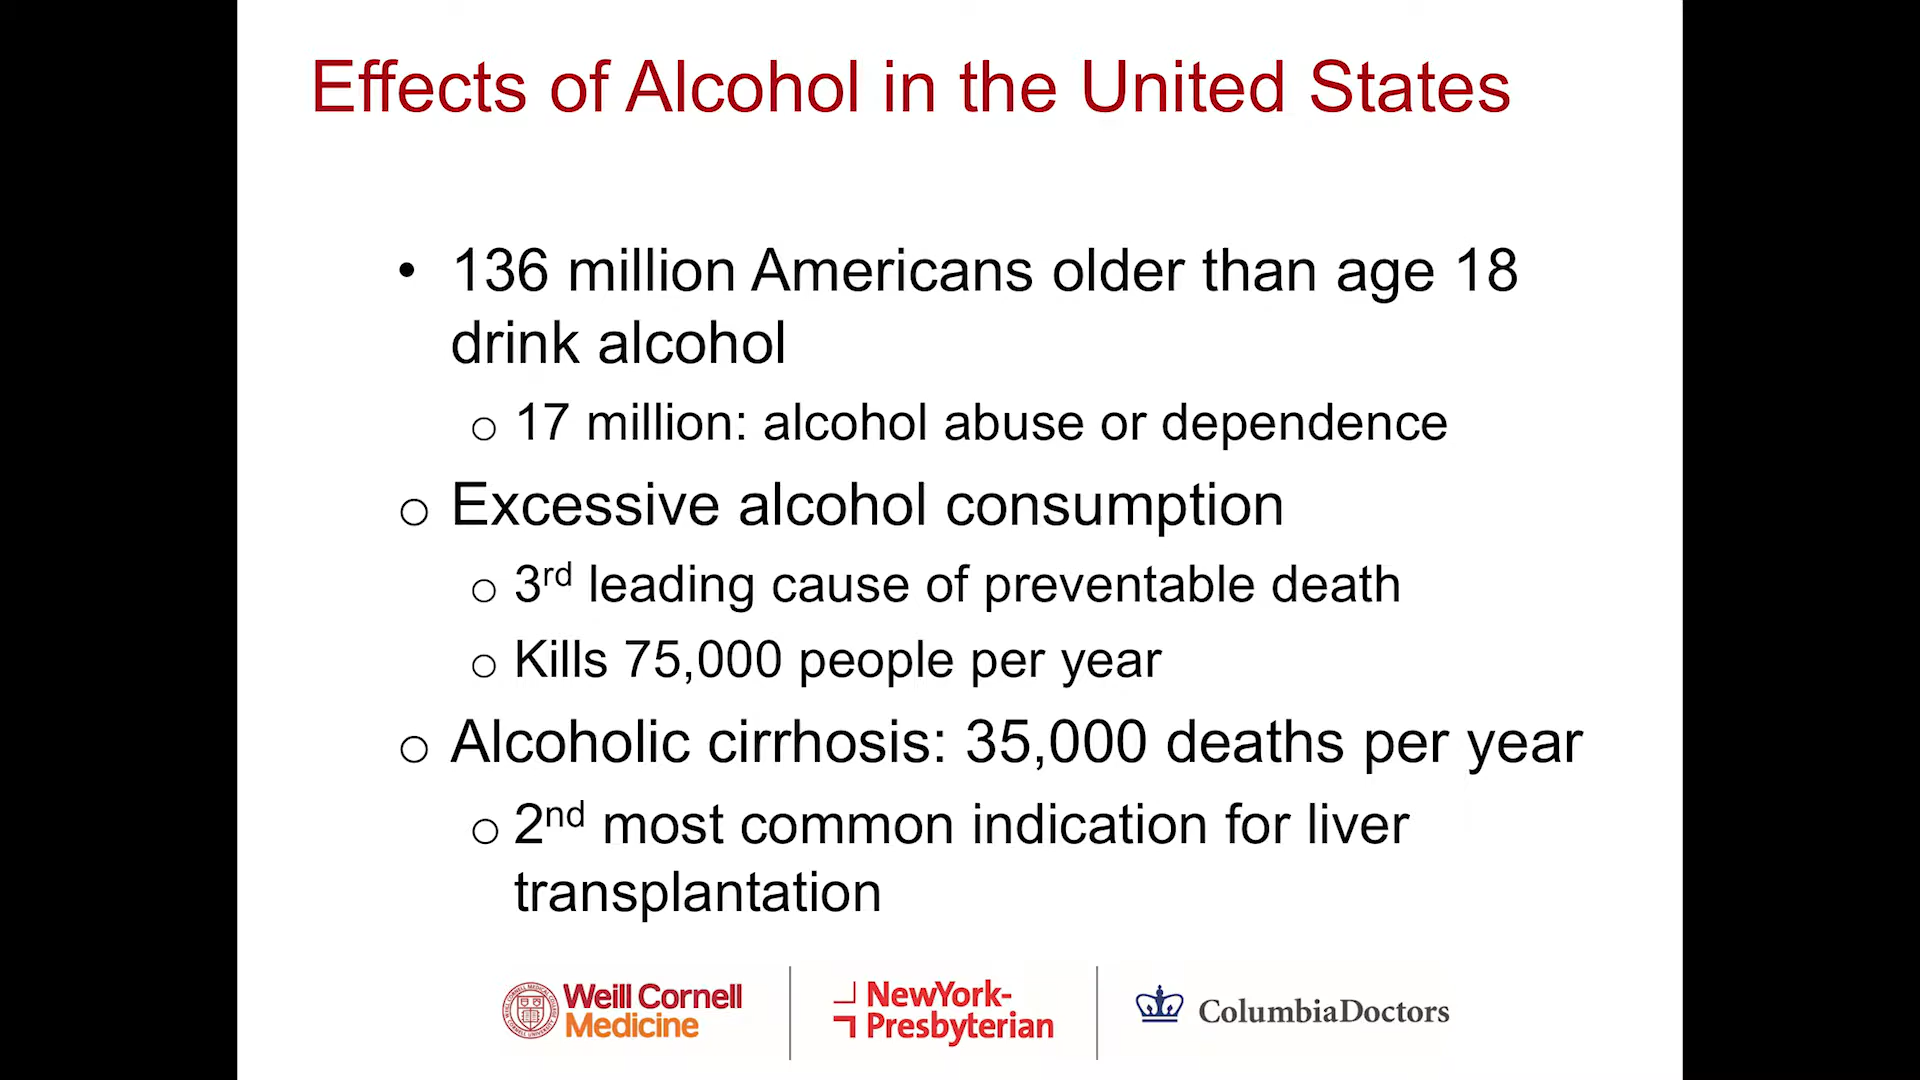 Effects of Alcohol in the United States
• 136 million Americans older than age 18
drink alcohol
o 17 million: alcohol abuse or dependence
o Excessive alcohol consumption
o 3rd leading cause of preventable death
o Kills 75,000 people per year
o Alcoholic cirrhosis: 35,000 deaths per year
o 2nd most common indication for liver
transplantation
Weill Cornell
Medicine
NewYork-
Presbyterian
ColumbiaDoctors